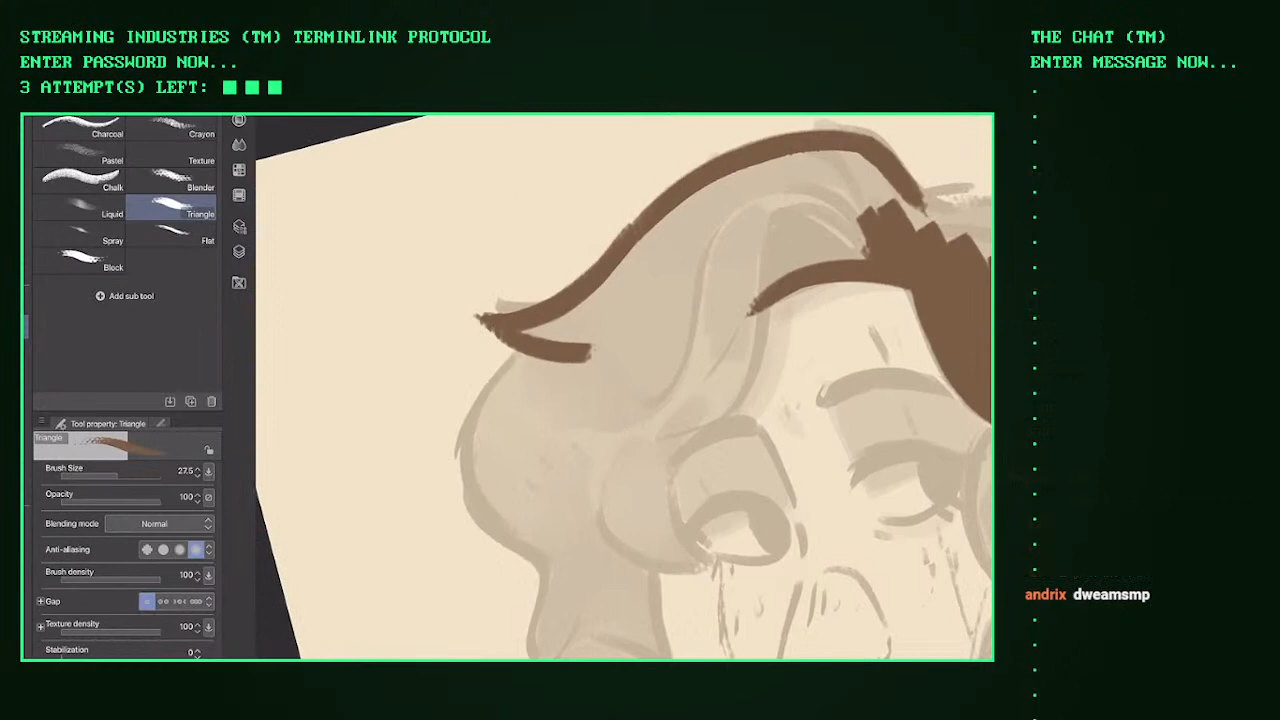 STREAMING INDUSTRIES (TM) TERMINLINK PROTOCOL
ENTER PASSWORD NOW...
3 ATTEMPT(S) LEFT:
THE CHAT (TM)
ENTER MESSAGE NOW...
Charcoal Crayon
Pastel Texture
Chalk Blender
Liquid Triangle
Spray Flat
Block
Add sub tool
Tool property: Triangle
Triangle
Brush Size 27.5
Opacity 100
Blending mode Normal
Anti-aliasing
Brush density 100
Gap
Texture density 100
Stabilization 0
andrix dweamsmp